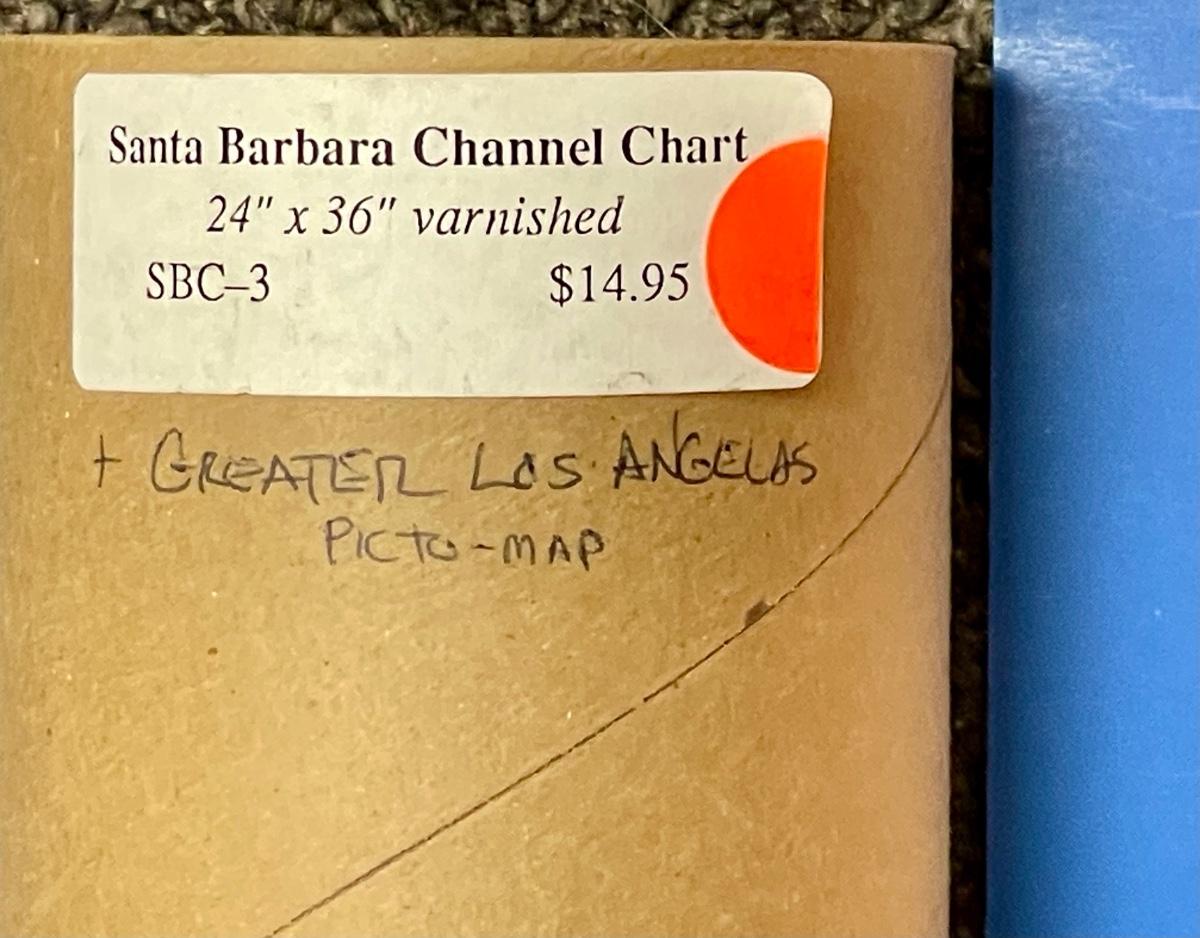 Santa Barbara Channel Chart
24" x 36" varnished
SBC–3 $14.95
+ GREATER LOS ANGELAS
PICTO-MAP